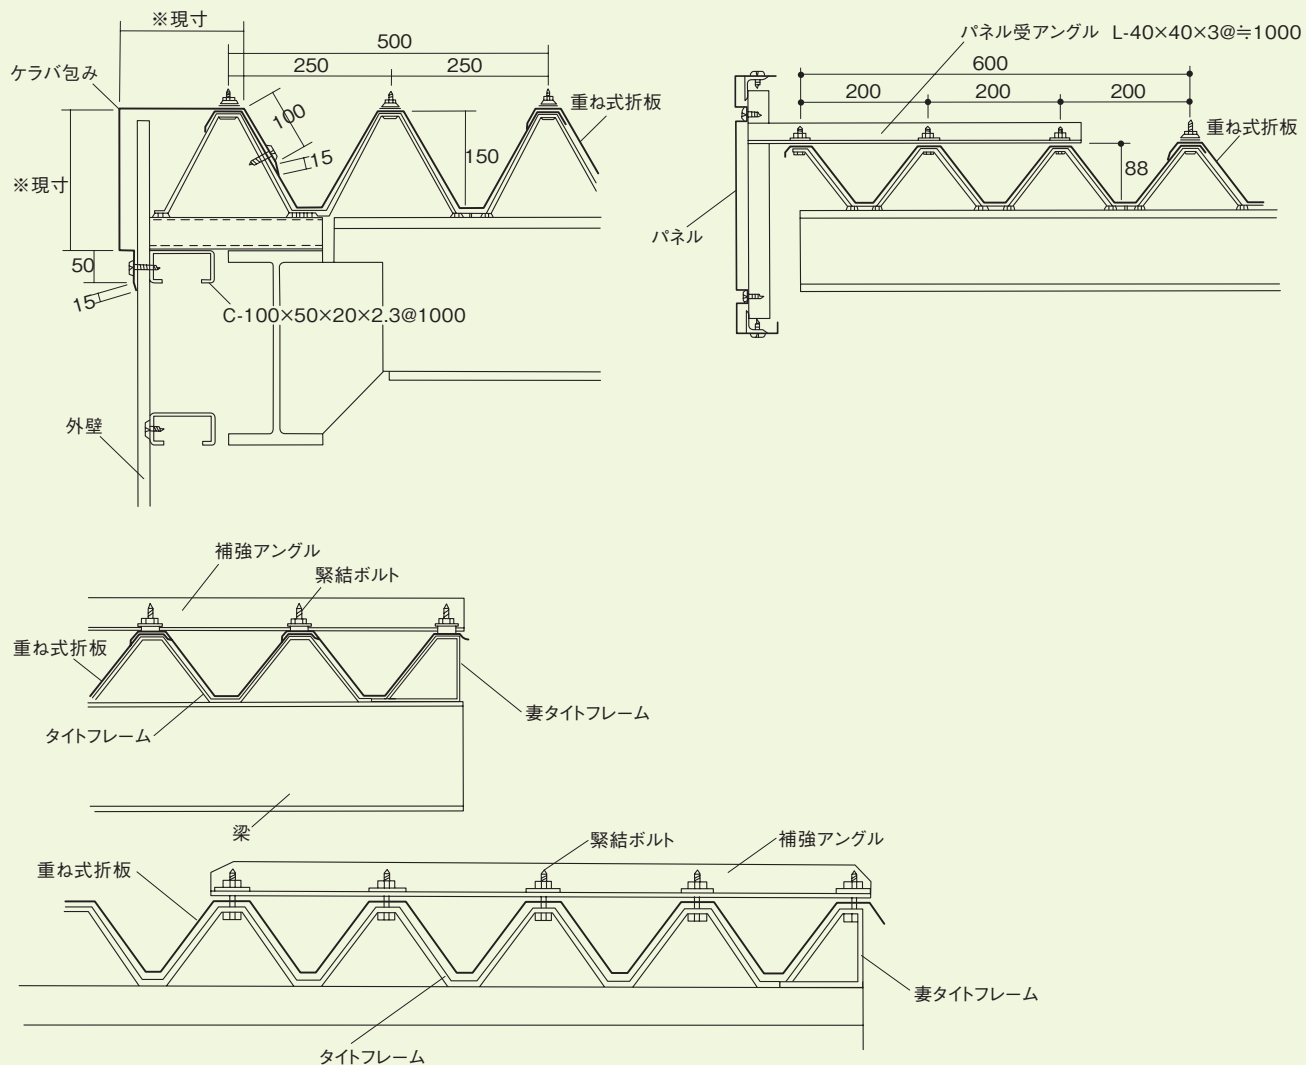 ※現寸
500
250
250
ケラバ包み
重ね式折板
100
15
150
※現寸
50
15
C-100×50×20×2.3@1000
外壁
パネル受アングル L-40×40×3@≒1000
600
200
200
200
重ね式折板
88
パネル
補強アングル
緊結ボルト
重ね式折板
タイトフレーム
妻タイトフレーム
梁
緊結ボルト
補強アングル
重ね式折板
妻タイトフレーム
タイトフレーム